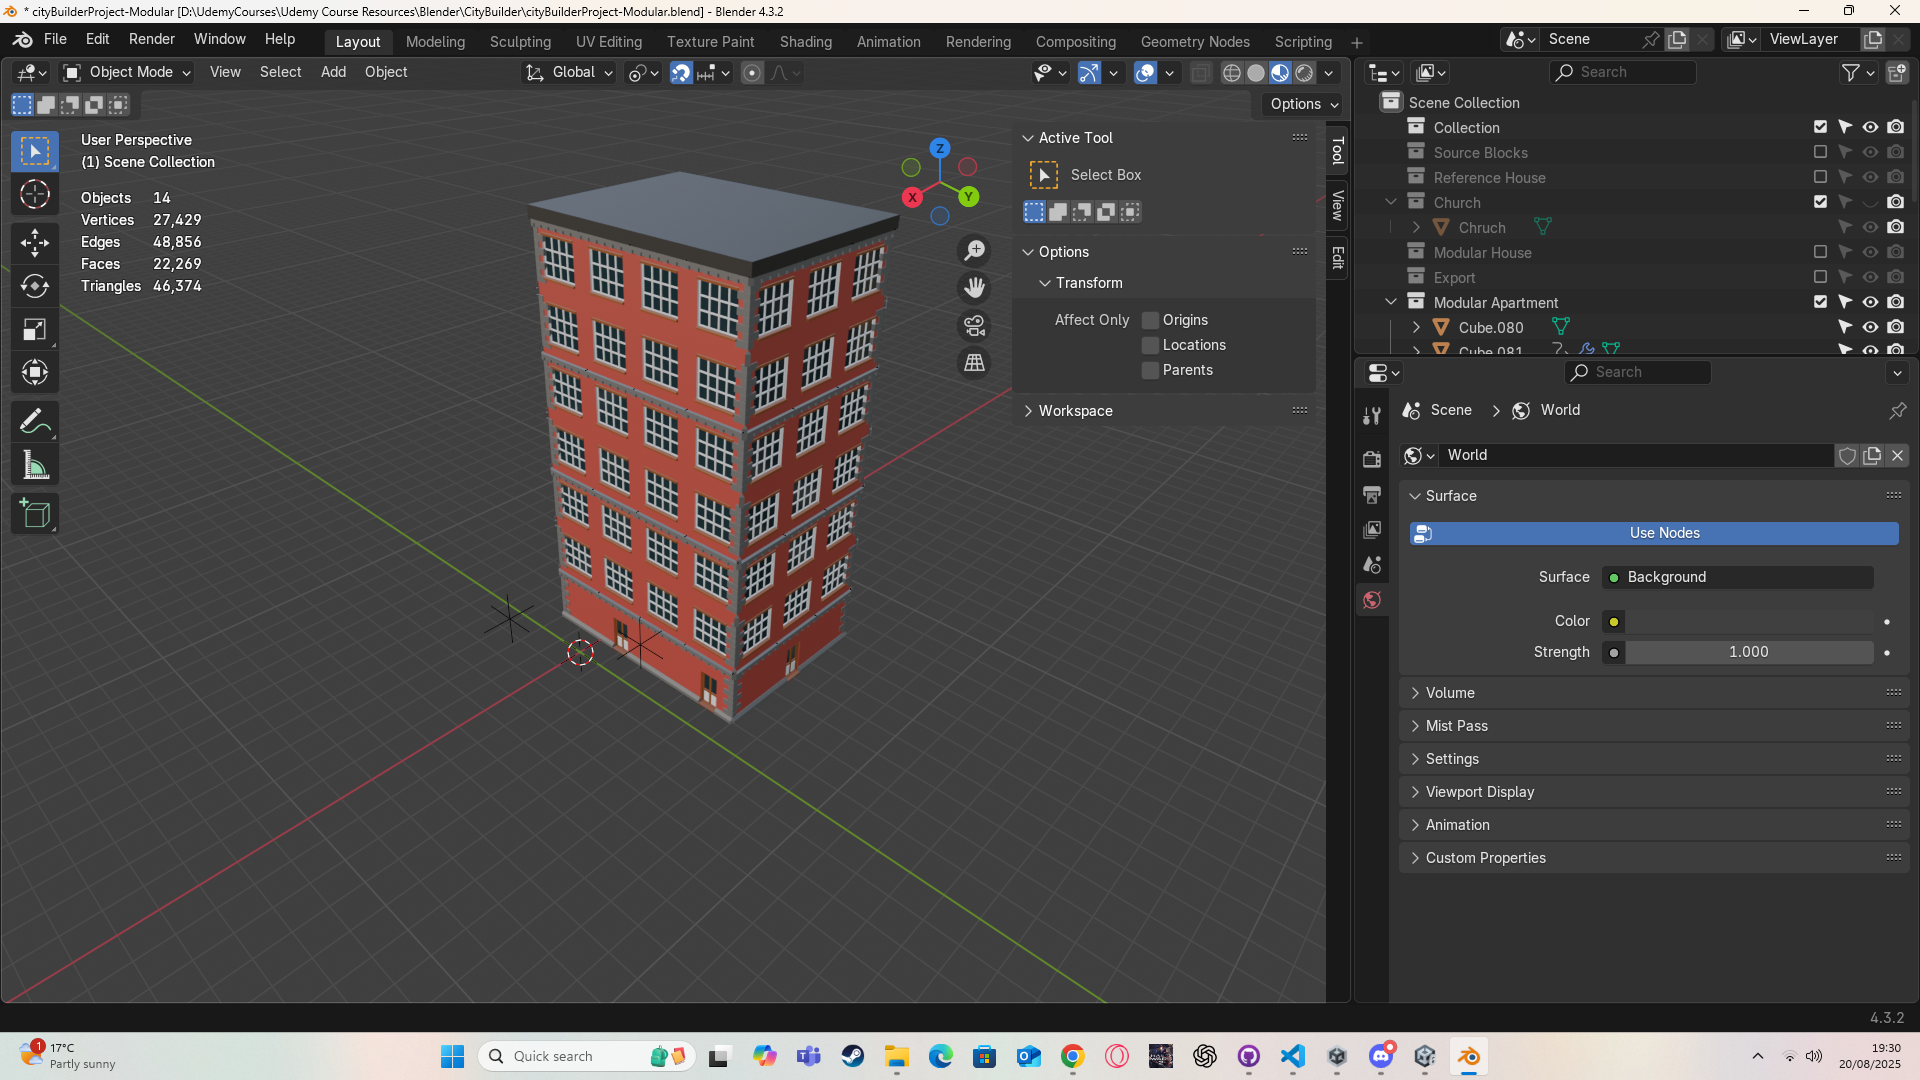 * cityBuilderProject-Modular [D:\UdemyCourses\Udemy Course Resources\Blender\CityBuilder\cityBuilderProject-Modular.blend] - Blender 4.3.2
File Edit Render Window Help
Layout Modeling Sculpting UV Editing Texture Paint Shading Animation Rendering Compositing Geometry Nodes Scripting
Scene
ViewLayer
Object Mode View Select Add Object
Global
Search
Options
User Perspective
(1) Scene Collection
Objects 14
Vertices 27,429
Edges 48,856
Faces 22,269
Triangles 46,374
Z
X
Y
Active Tool
Select Box
Options
Transform
Affect Only Origins
Locations
Parents
Workspace
Tool
View
Edit
Scene Collection
Collection
Source Blocks
Reference House
Church
Chruch
Modular House
Export
Modular Apartment
Cube.080
Cube.081
Search
Scene World
World
Surface
Use Nodes
Surface Background
Color
Strength 1.000
Volume
Mist Pass
Settings
Viewport Display
Animation
Custom Properties
4.3.2
1
17°C
Partly sunny
Quick search
19:30
20/08/2025